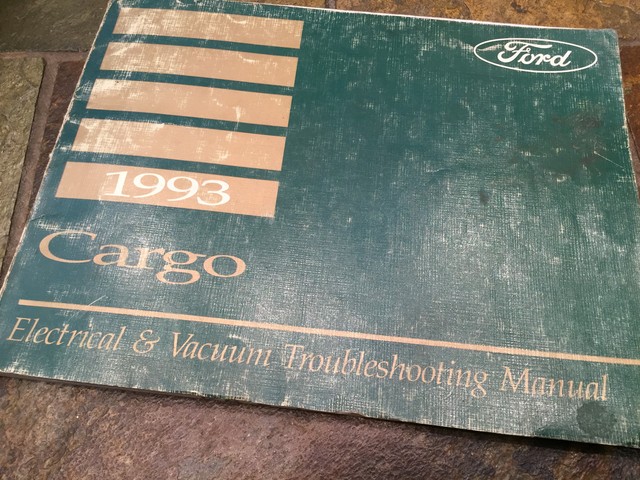 Ford
1993
Cargo
Electrical & Vacuum Troubleshooting Manual